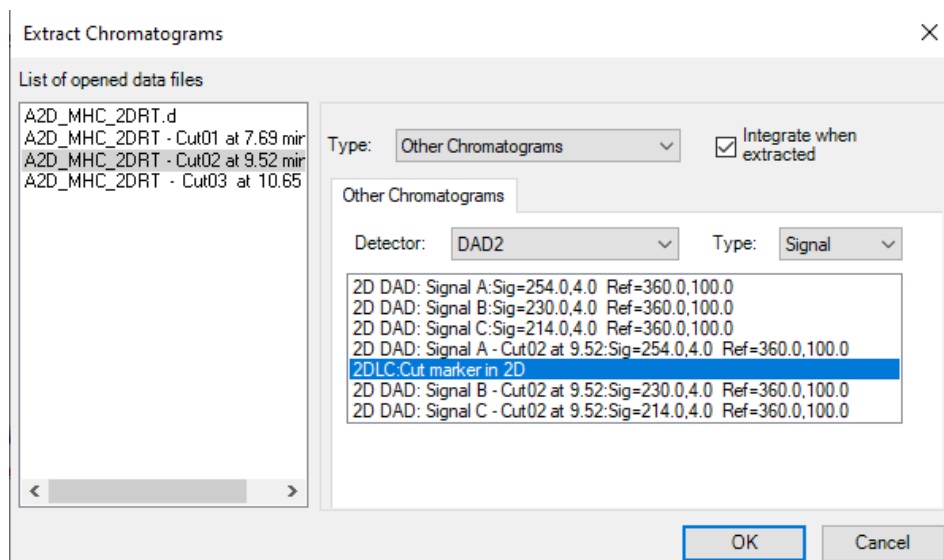 Extract Chromatograms
List of opened data files
A2D_MHC_2DRT.d
A2D_MHC_2DRT - Cut01 at 7.69 mir
A2D_MHC_2DRT - Cut02 at 9.52 mir
A2D_MHC_2DRT - Cut03 at 10.65
Type: Other Chromatograms
Integrate when
extracted
Other Chromatograms
Detector: DAD2 Type: Signal
2D DAD: Signal A:Sig=254.0,4.0 Ref=360.0,100.0
2D DAD: Signal B:Sig=230.0,4.0 Ref=360.0,100.0
2D DAD: Signal C:Sig=214.0,4.0 Ref=360.0,100.0
2D DAD: Signal A - Cut02 at 9.52:Sig=254.0,4.0 Ref=360.0,100.0
2DLC:Cut marker in 2D
2D DAD: Signal B - Cut02 at 9.52:Sig=230.0,4.0 Ref=360.0,100.0
2D DAD: Signal C - Cut02 at 9.52:Sig=214.0,4.0 Ref=360.0,100.0
OK Cancel